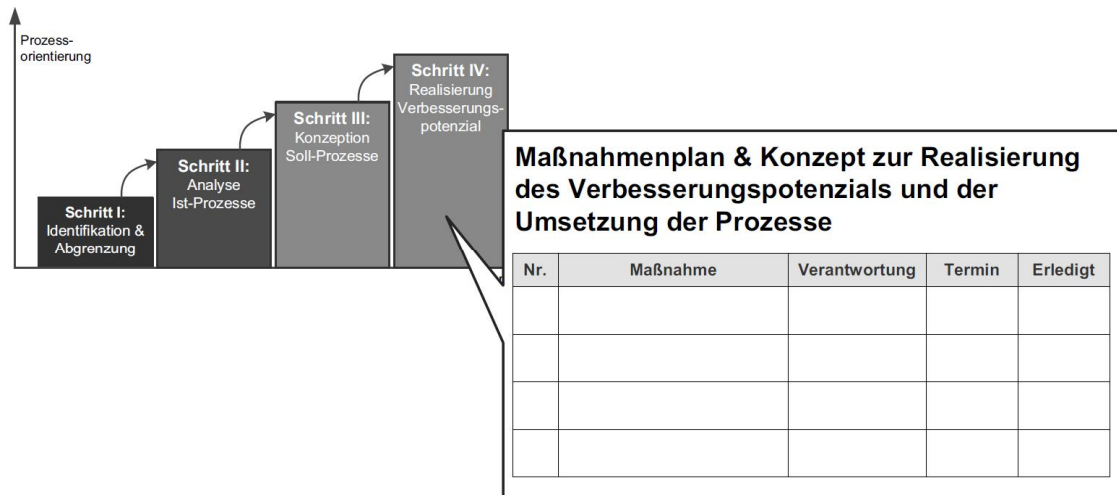 Prozess-
orientierung
Schritt I:
Identifikation &
Abgrenzung
Schritt II:
Analyse
Ist-Prozesse
Schritt III:
Konzeption
Soll-Prozesse
Schritt IV:
Realisierung
Verbesserungs-
potenzial
Maßnahmenplan & Konzept zur Realisierung
des Verbesserungspotenzials und der
Umsetzung der Prozesse
Nr. Maßnahme Verantwortung Termin Erledigt